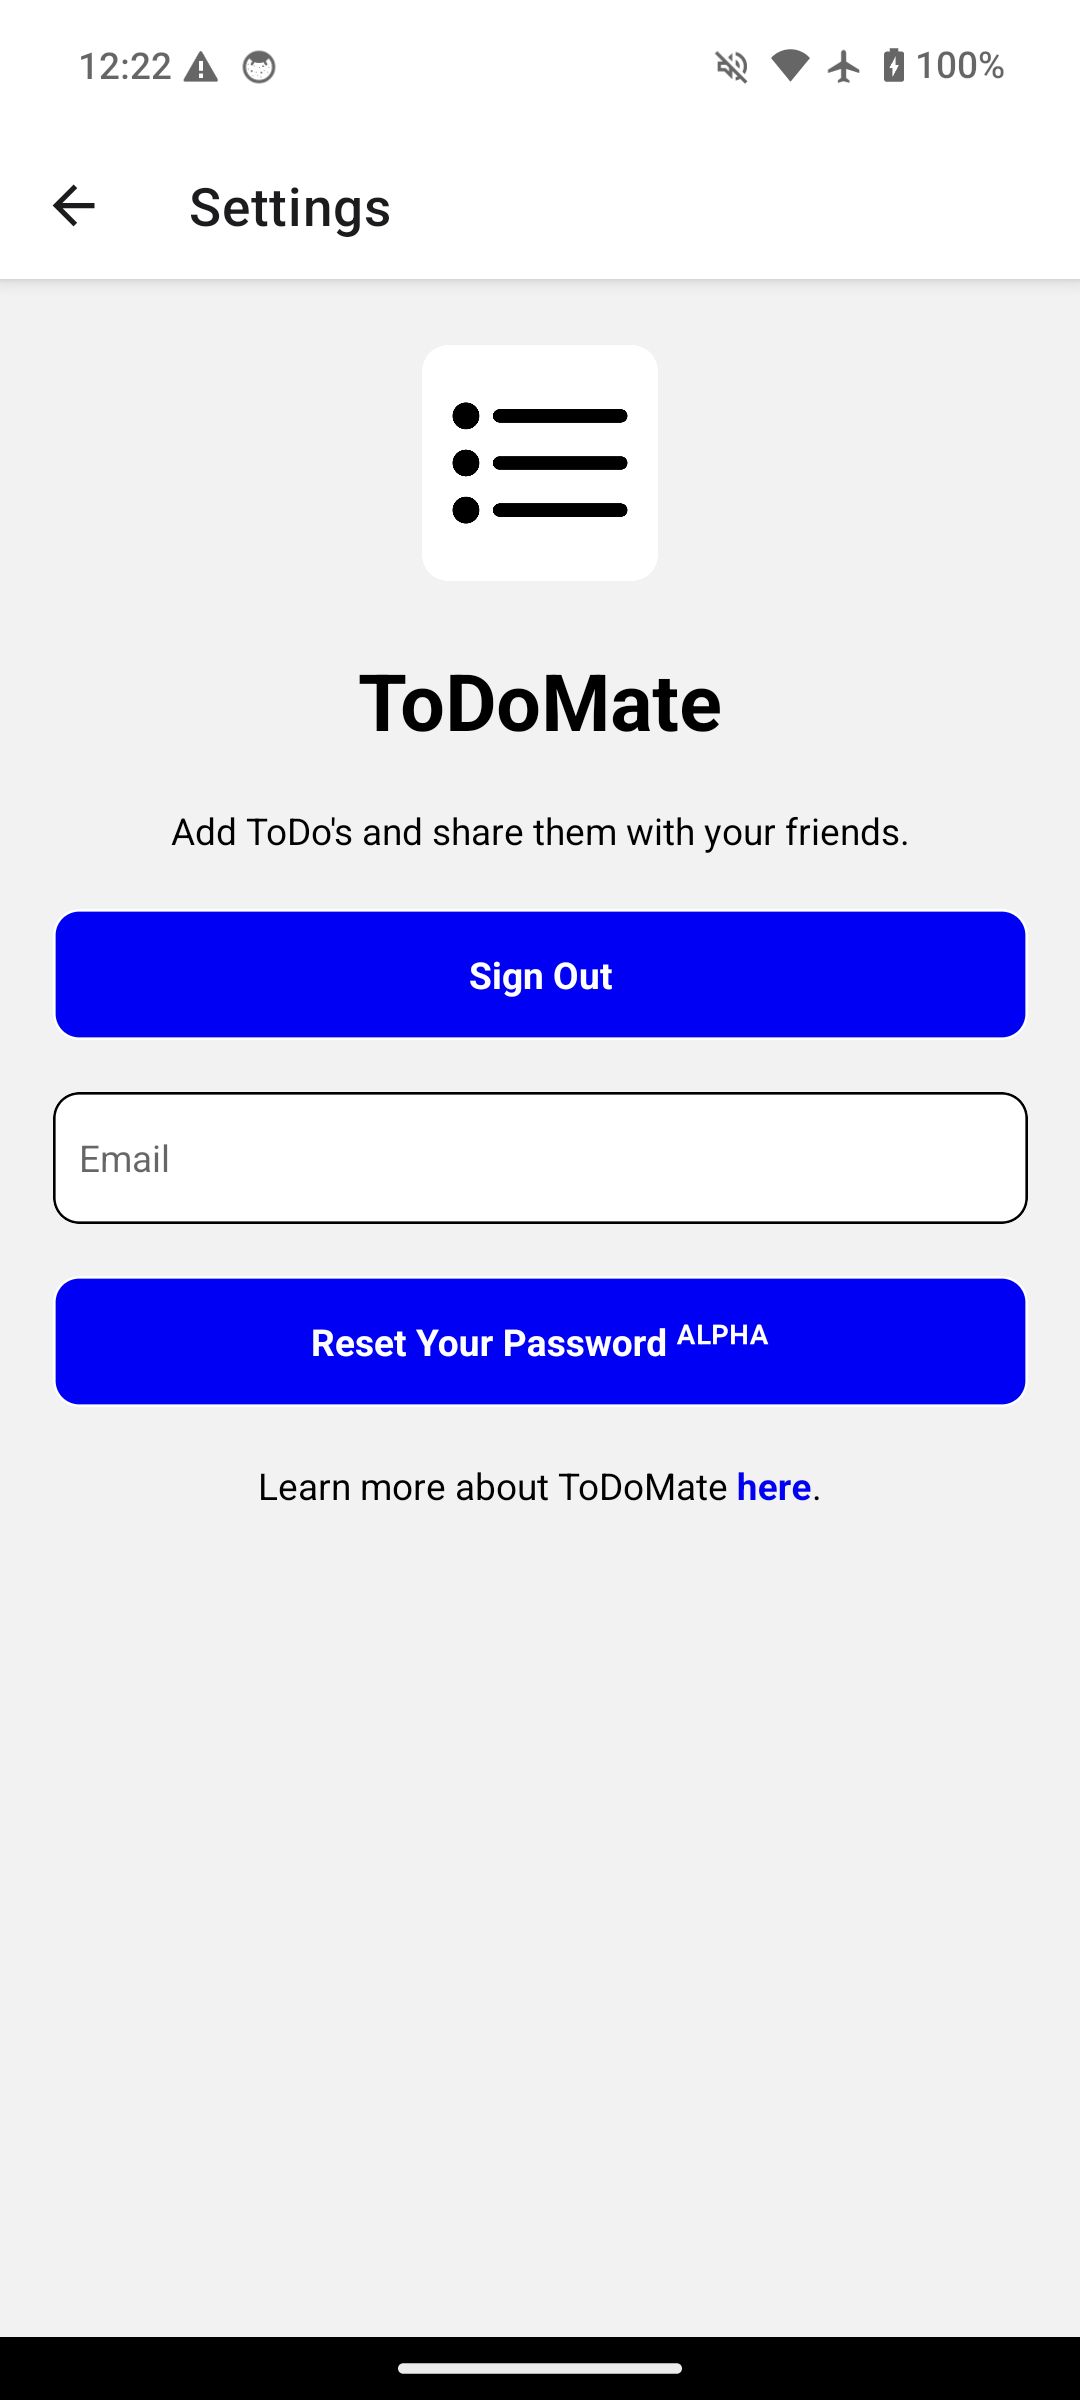 12:22
100%
Settings
ToDoMate
Add ToDo's and share them with your friends.
Sign Out
Email
Reset Your Password ALPHA
Learn more about ToDoMate here.